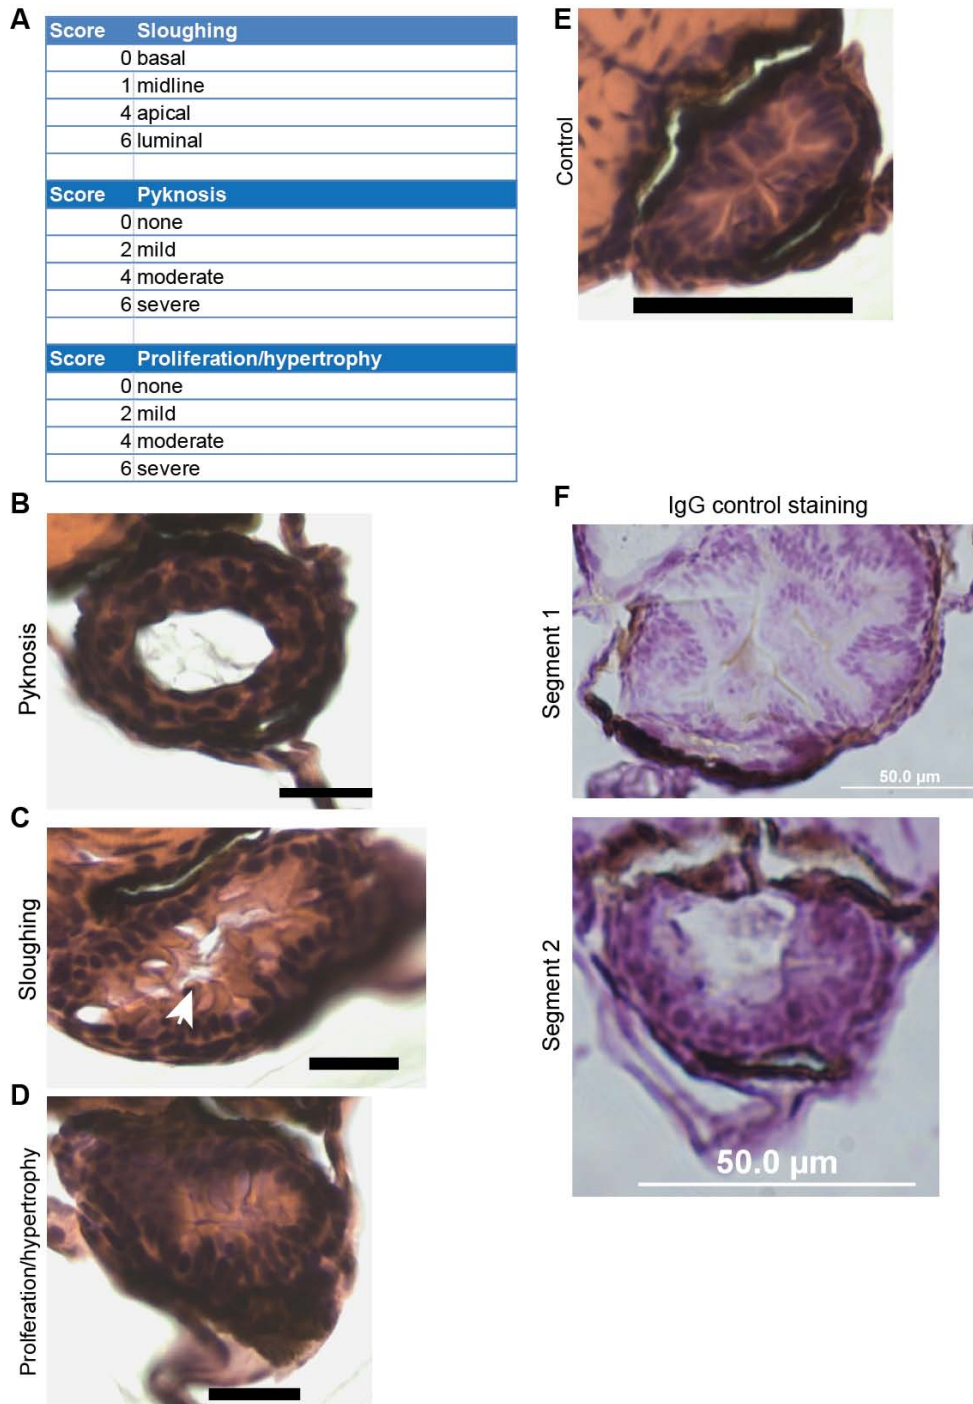 A
Score Sloughing
0 basal
1 midline
4 apical
6 luminal
Score Pyknosis
0 none
2 mild
4 moderate
6 severe
Score Proliferation/hypertrophy
0 none
2 mild
4 moderate
6 severe
B
Pyknosis
C
Sloughing
D
Prolferation/hypertrophy
E
Control
F
IgG control staining
Segment 1
50.0 µm
Segment 2
50.0 µm